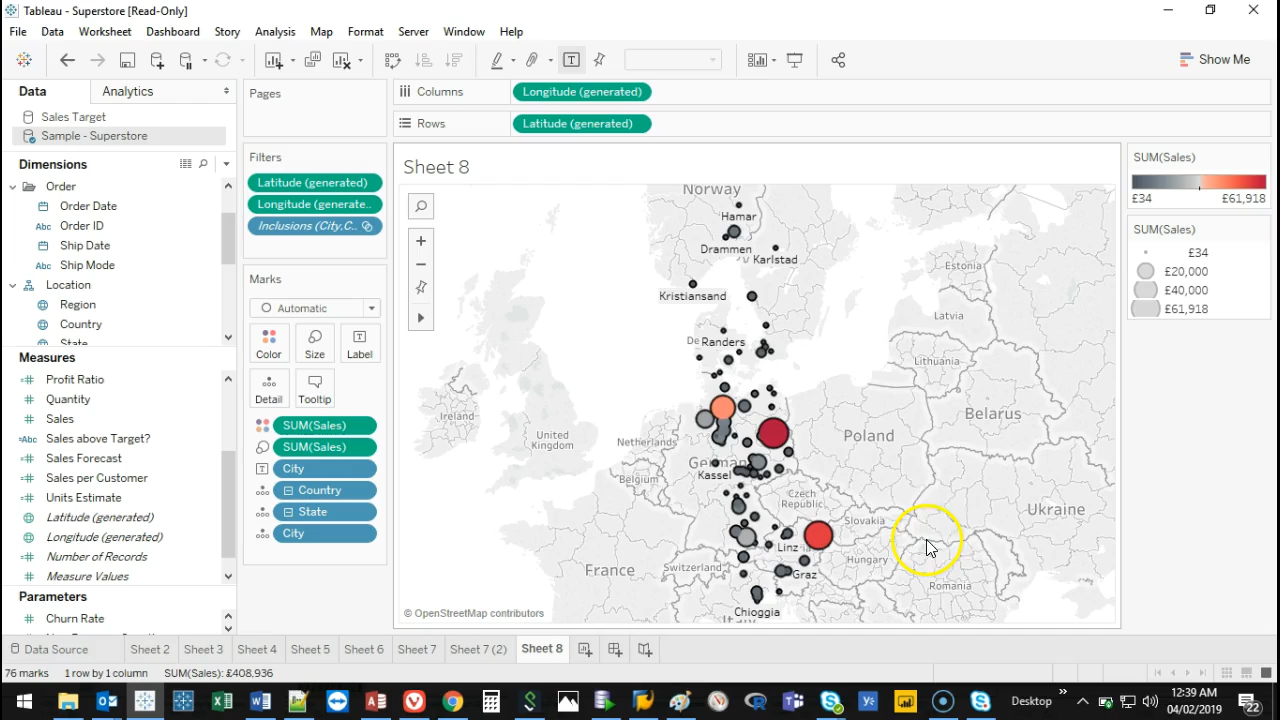 Tableau - Superstore [Read-Only]
File Data Worksheet Dashboard Story Analysis Map Format Server Window Help
Show Me
Data Analytics
Sales Target
Sample - Superstore
Dimensions
Order
Order Date
Abc Order ID
Ship Date
Abc Ship Mode
Location
Region
Country
State
Measures
Profit Ratio
Quantity
Sales
=Abc Sales above Target?
Sales Forecast
Sales per Customer
Units Estimate
Latitude (generated)
Longitude (generated)
Number of Records
Measure Values
Parameters
Churn Rate
Pages
Filters
Latitude (generated)
Longitude (generate..
Inclusions (City,C..
Marks
Automatic
Color Size Label
Detail Tooltip
SUM(Sales)
SUM(Sales)
City
Country
State
City
Columns Longitude (generated)
Rows Latitude (generated)
Sheet 8
Norway
Hamar
Drammen
Karlstad
Estonia
Kristiansand
Latvia
Randers
Lithuania
Ireland
United
Kingdom
Netherlands
Belarus
Poland
Germany
Kassel
Belgium
Czech
Republic
Ukraine
Slovakia
Linz
France
Switzerland
Hungary
Graz
Romania
Chioggia
© OpenStreetMap contributors
SUM(Sales)
£34 £61,918
SUM(Sales)
£34
£20,000
£40,000
£61,918
Data Source Sheet 2 Sheet 3 Sheet 4 Sheet 5 Sheet 6 Sheet 7 Sheet 7 (2) Sheet 8
76 marks 1 row by 1 column SUM(Sales): £408,936
Desktop
12:39 AM
04/02/2019
22